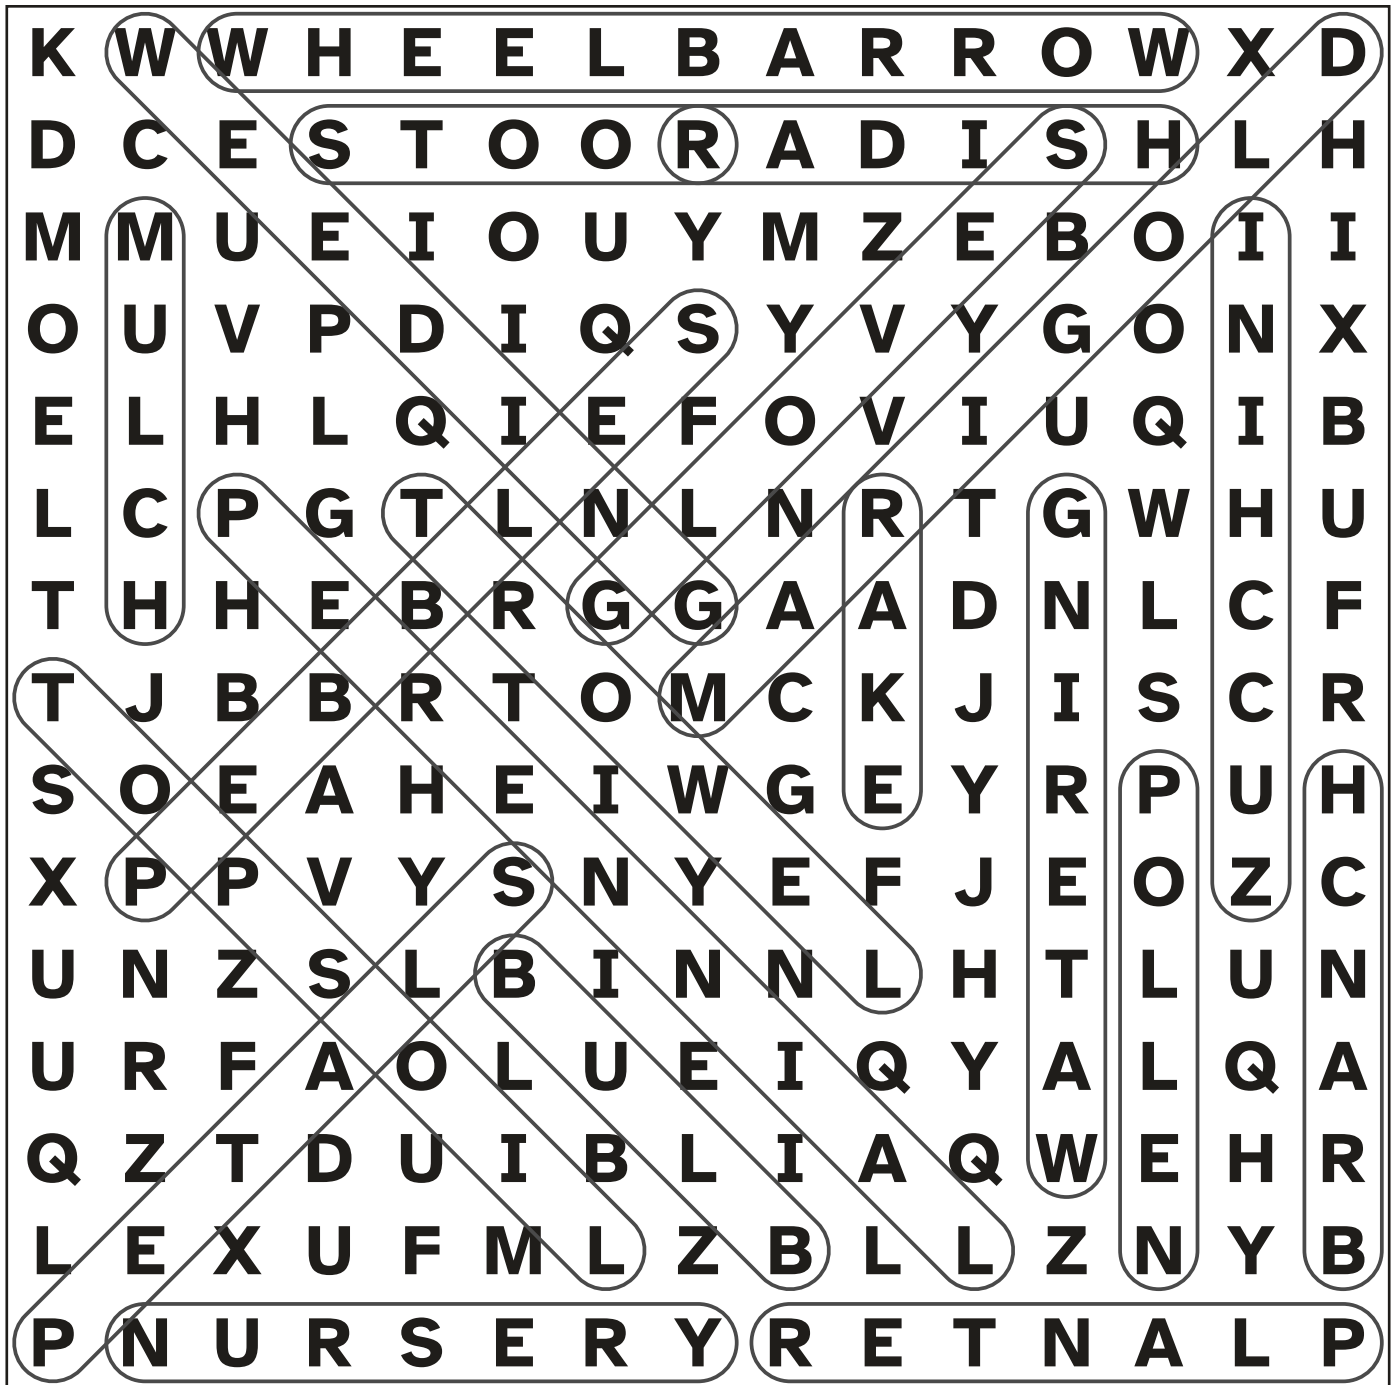 K W W H E E L B A R R O W X D
D C E S T O O R A D I S H L H
M M U E I O U Y M Z E B O I I
O U V P D I Q S Y V Y G O N X
E L H L Q I E F O V I U Q I B
L C P G T L N L N R T G W H U
T H H E B R G G A A D N L C F
T J B B R T O M C K J I S C R
S O E A H E I W G E Y R P U H
X P P V Y S N Y E F J E O Z C
U N Z S L B I N N L H T L U N
U R F A O L U E I Q Y A L Q A
Q Z T D U I B L I A Q W E H R
L E X U F M L Z B L L Z N Y B
P N U R S E R Y R E T N A L P